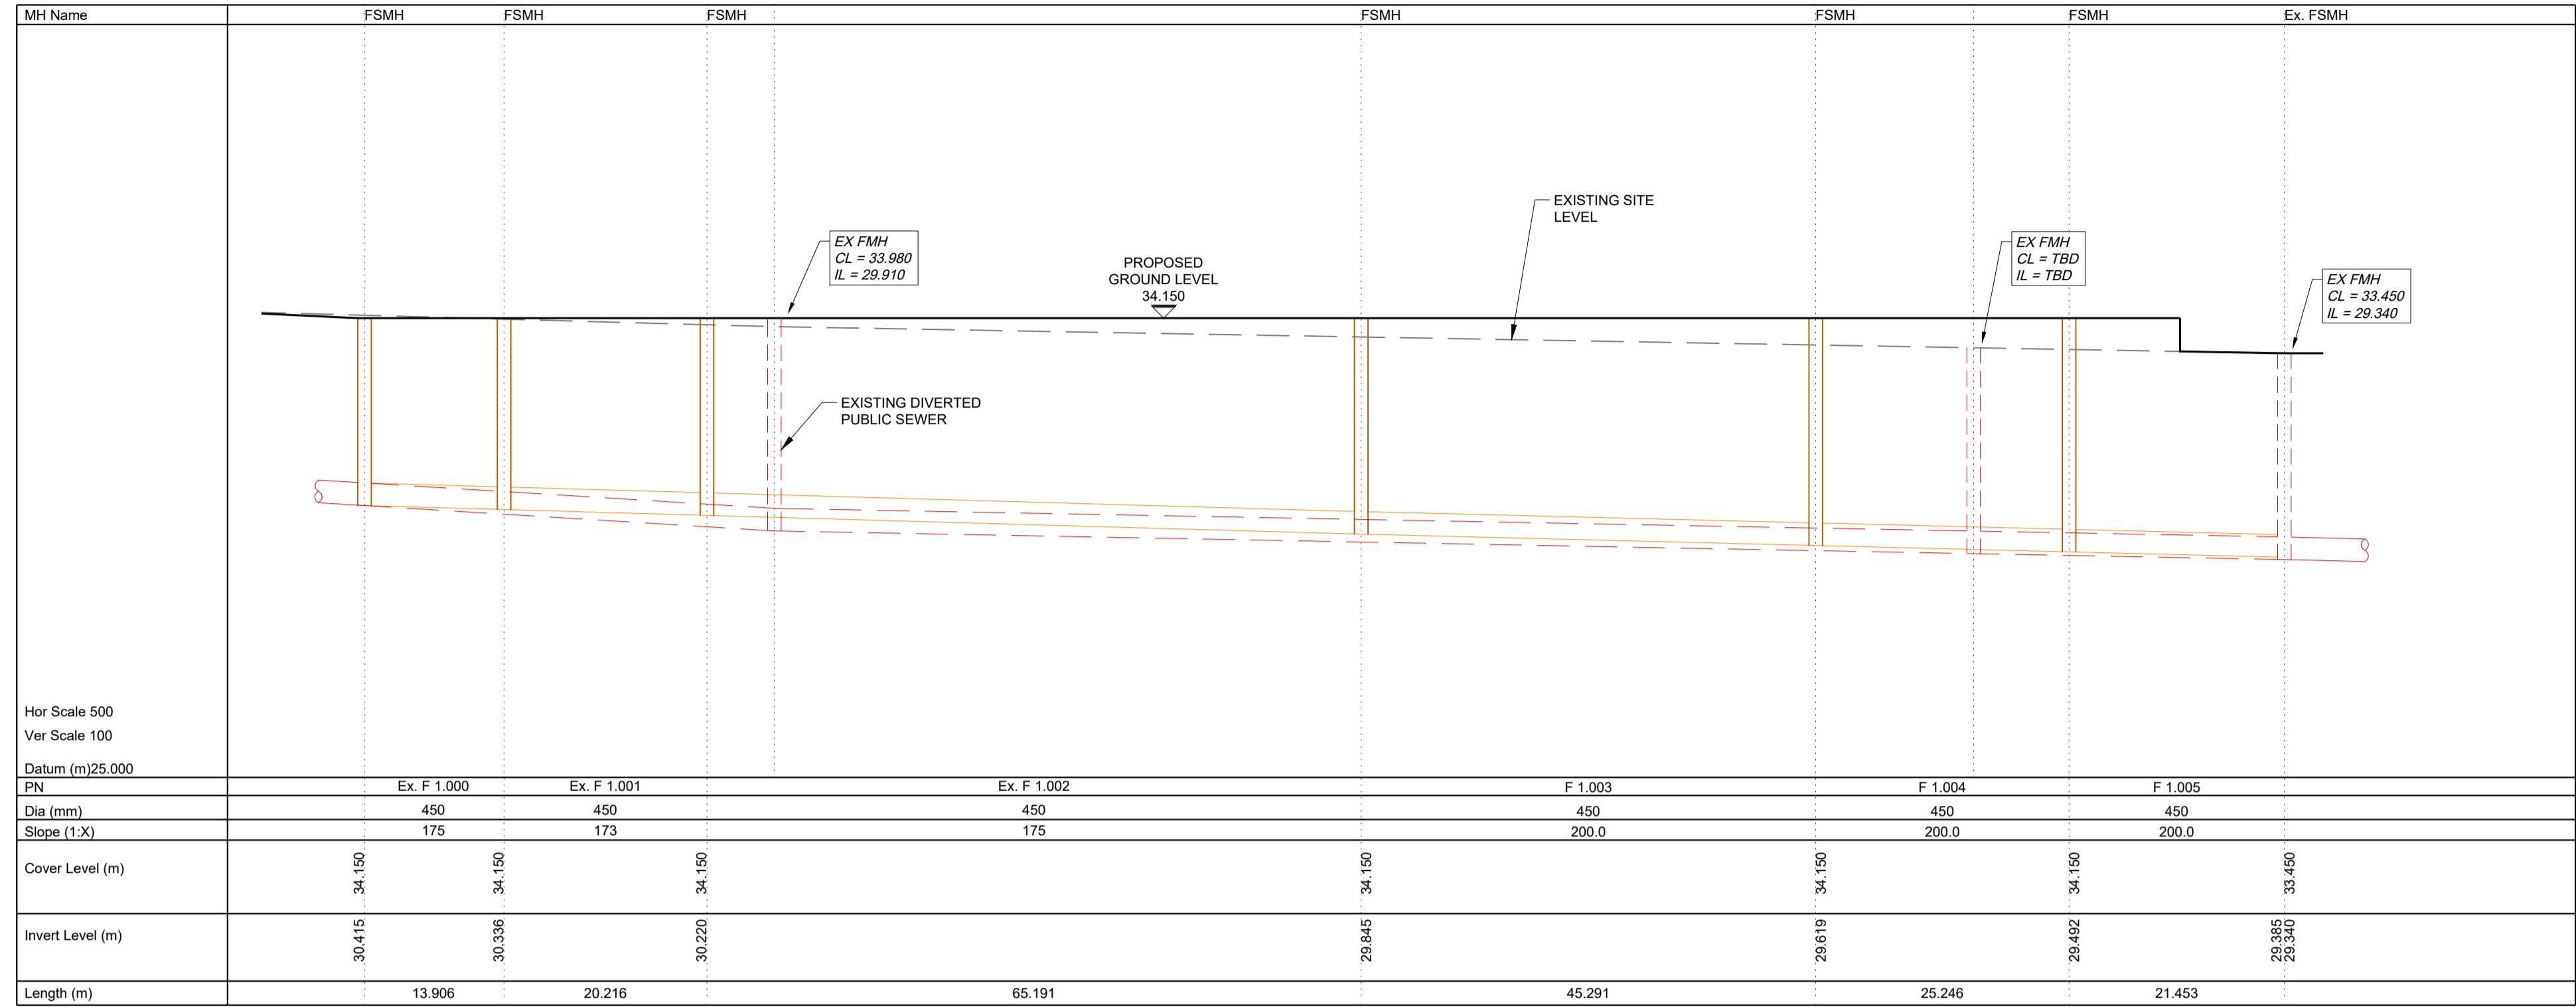 MH Name FSMH FSMH FSMH FSMH FSMH FSMH Ex. FSMH
EXISTING SITE
LEVEL
EX FMH
CL = 33.980
IL = 29.910
PROPOSED
GROUND LEVEL
34.150
EX FMH
CL = TBD
IL = TBD
EX FMH
CL = 33.450
IL = 29.340
EXISTING DIVERTED
PUBLIC SEWER
Hor Scale 500
Ver Scale 100
Datum (m)25.000
PN Ex. F 1.000 Ex. F 1.001 Ex. F 1.002 F 1.003 F 1.004 F 1.005
Dia (mm) 450 450 450 450 450 450
Slope (1:X) 175 173 175 200.0 200.0 200.0
Cover Level (m) 34.150 34.150 34.150 34.150 34.150 34.150 33.450
Invert Level (m) 30.415 30.336 30.220 29.845 29.619 29.492 29.385 29.340
Length (m) 13.906 20.216 65.191 45.291 25.246 21.453